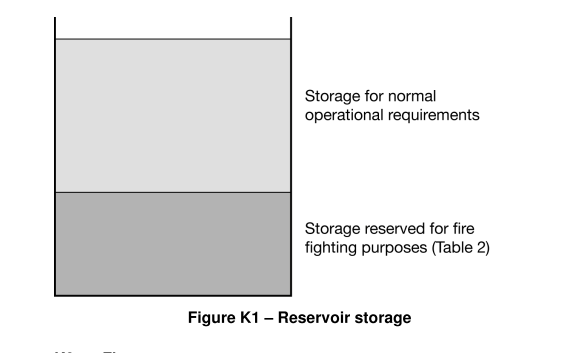 Storage for normal
operational requirements
Storage reserved for fire
fighting purposes (Table 2)
Figure K1 – Reservoir storage